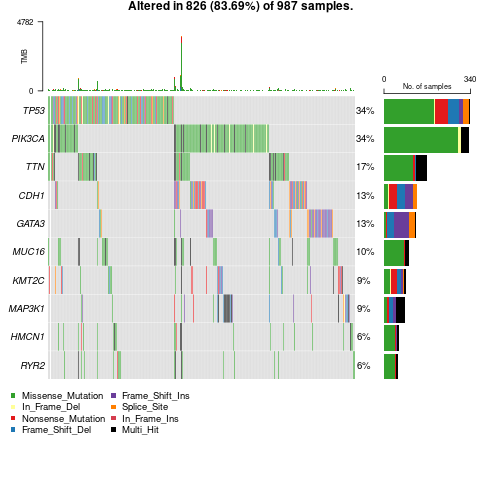 Altered in 826 (83.69%) of 987 samples.
4782
TMB
0
0 340
No. of samples
TP53 34%
PIK3CA 34%
TTN 17%
CDH1 13%
GATA3 13%
MUC16 10%
KMT2C 9%
MAP3K1 9%
HMCN1 6%
RYR2 6%
Missense_Mutation Frame_Shift_Ins
In_Frame_Del Splice_Site
Nonsense_Mutation In_Frame_Ins
Frame_Shift_Del Multi_Hit